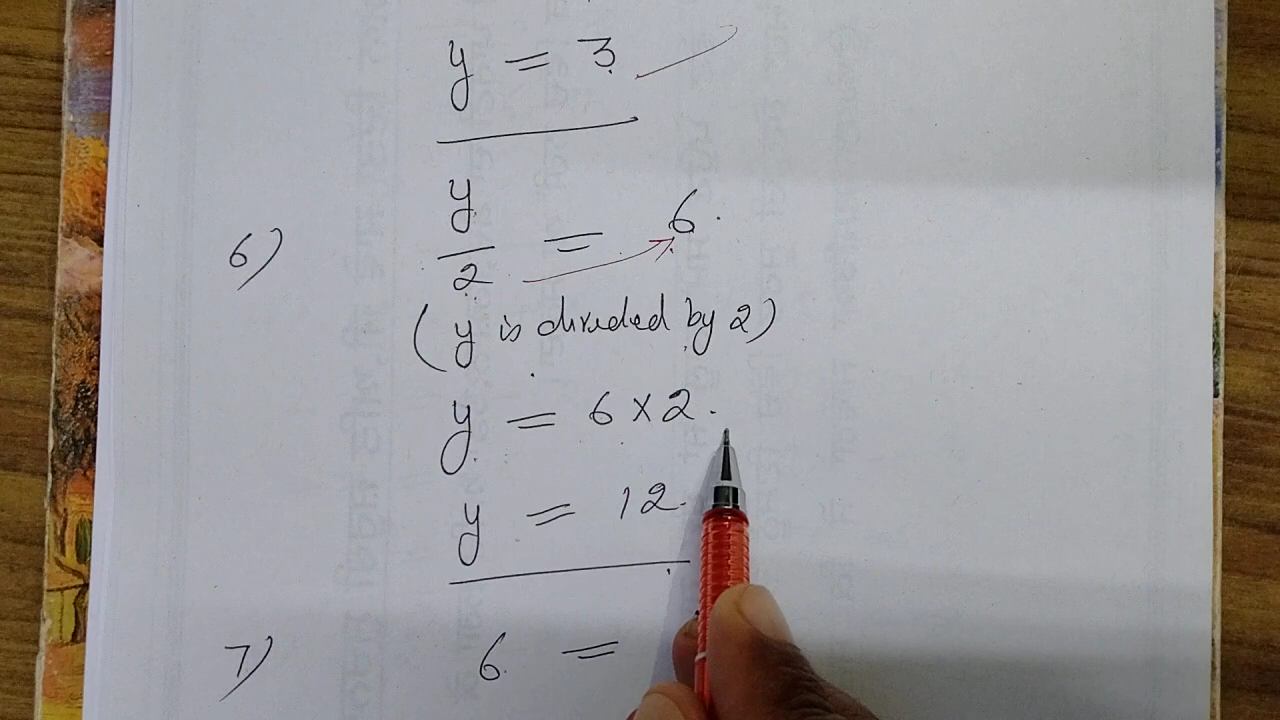 y = 3
6) y/2 = 6.
(y is divided by 2)
y = 6 × 2.
y = 12.
7) 6 =